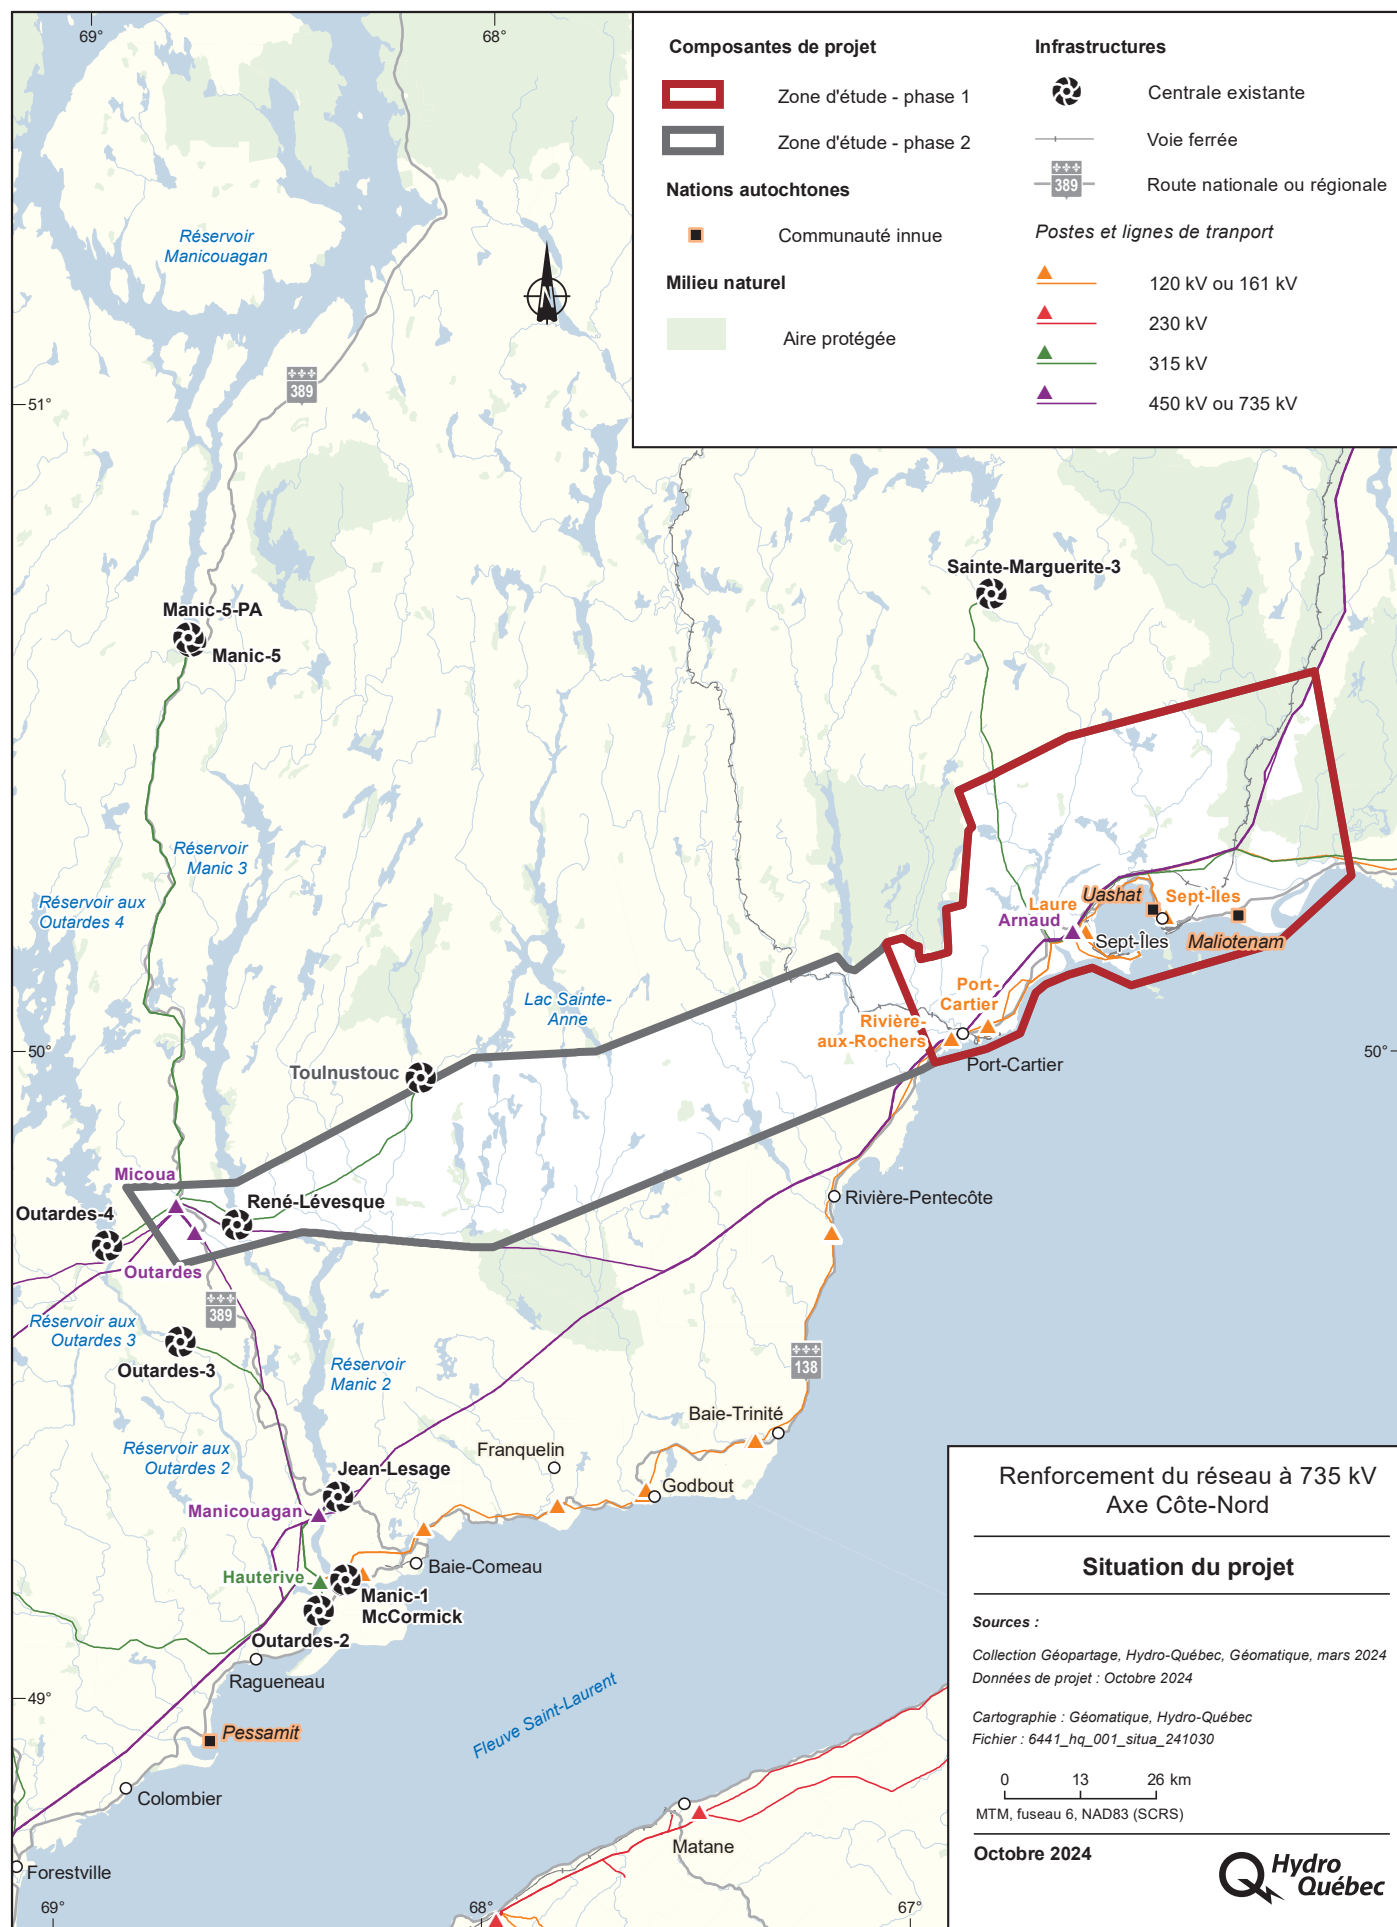 69°
68°
Composantes de projet
Zone d'étude - phase 1
Zone d'étude - phase 2
Nations autochtones
Communauté innue
Milieu naturel
Aire protégée
Infrastructures
Centrale existante
Voie ferrée
389
Route nationale ou régionale
Postes et lignes de tranport
120 kV ou 161 kV
230 kV
315 kV
450 kV ou 735 kV
Réservoir
Manicouagan
389
51°
Sainte-Marguerite-3
Manic-5-PA
Manic-5
Réservoir
Manic 3
Réservoir aux
Outardes 4
Uashat
Laure
Sept-Îles
Arnaud
Sept-Îles
Maliotenam
Lac Sainte-
Anne
Port-
Cartier
Rivière-
aux-Rochers
50°
50°
Port-Cartier
Toulnustouc
Micoua
René-Lévesque
Rivière-Pentecôte
Outardes-4
Outardes
389
Réservoir aux
Outardes 3
Outardes-3
Réservoir
Manic 2
138
Baie-Trinité
Réservoir aux
Outardes 2
Franquelin
Jean-Lesage
Godbout
Manicouagan
Baie-Comeau
Hauterive
Manic-1
McCormick
Outardes-2
Ragueneau
49°
Pessamit
Fleuve Saint-Laurent
Colombier
Matane
Forestville
69°
68°
67°
Renforcement du réseau à 735 kV
Axe Côte-Nord
Situation du projet
Sources :
Collection Géopartage, Hydro-Québec, Géomatique, mars 2024
Données de projet : Octobre 2024
Cartographie : Géomatique, Hydro-Québec
Fichier : 6441_hq_001_situa_241030
0 13 26 km
MTM, fuseau 6, NAD83 (SCRS)
Octobre 2024
Hydro
Québec